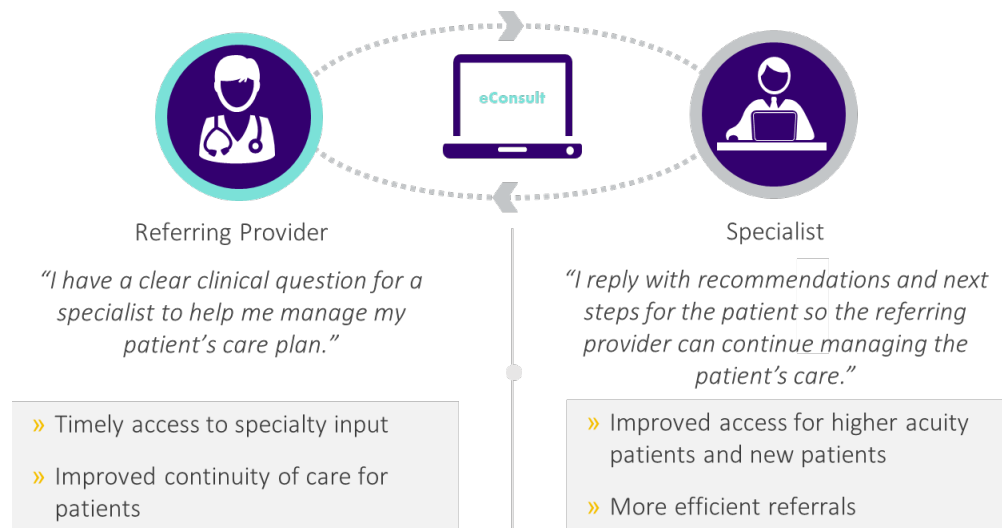 eConsult
Referring Provider
“I have a clear clinical question for a
specialist to help me manage my
patient’s care plan.”
» Timely access to specialty input
» Improved continuity of care for
patients
Specialist
“I reply with recommendations and next
steps for the patient so the referring
provider can continue managing the
patient’s care.”
» Improved access for higher acuity
patients and new patients
» More efficient referrals